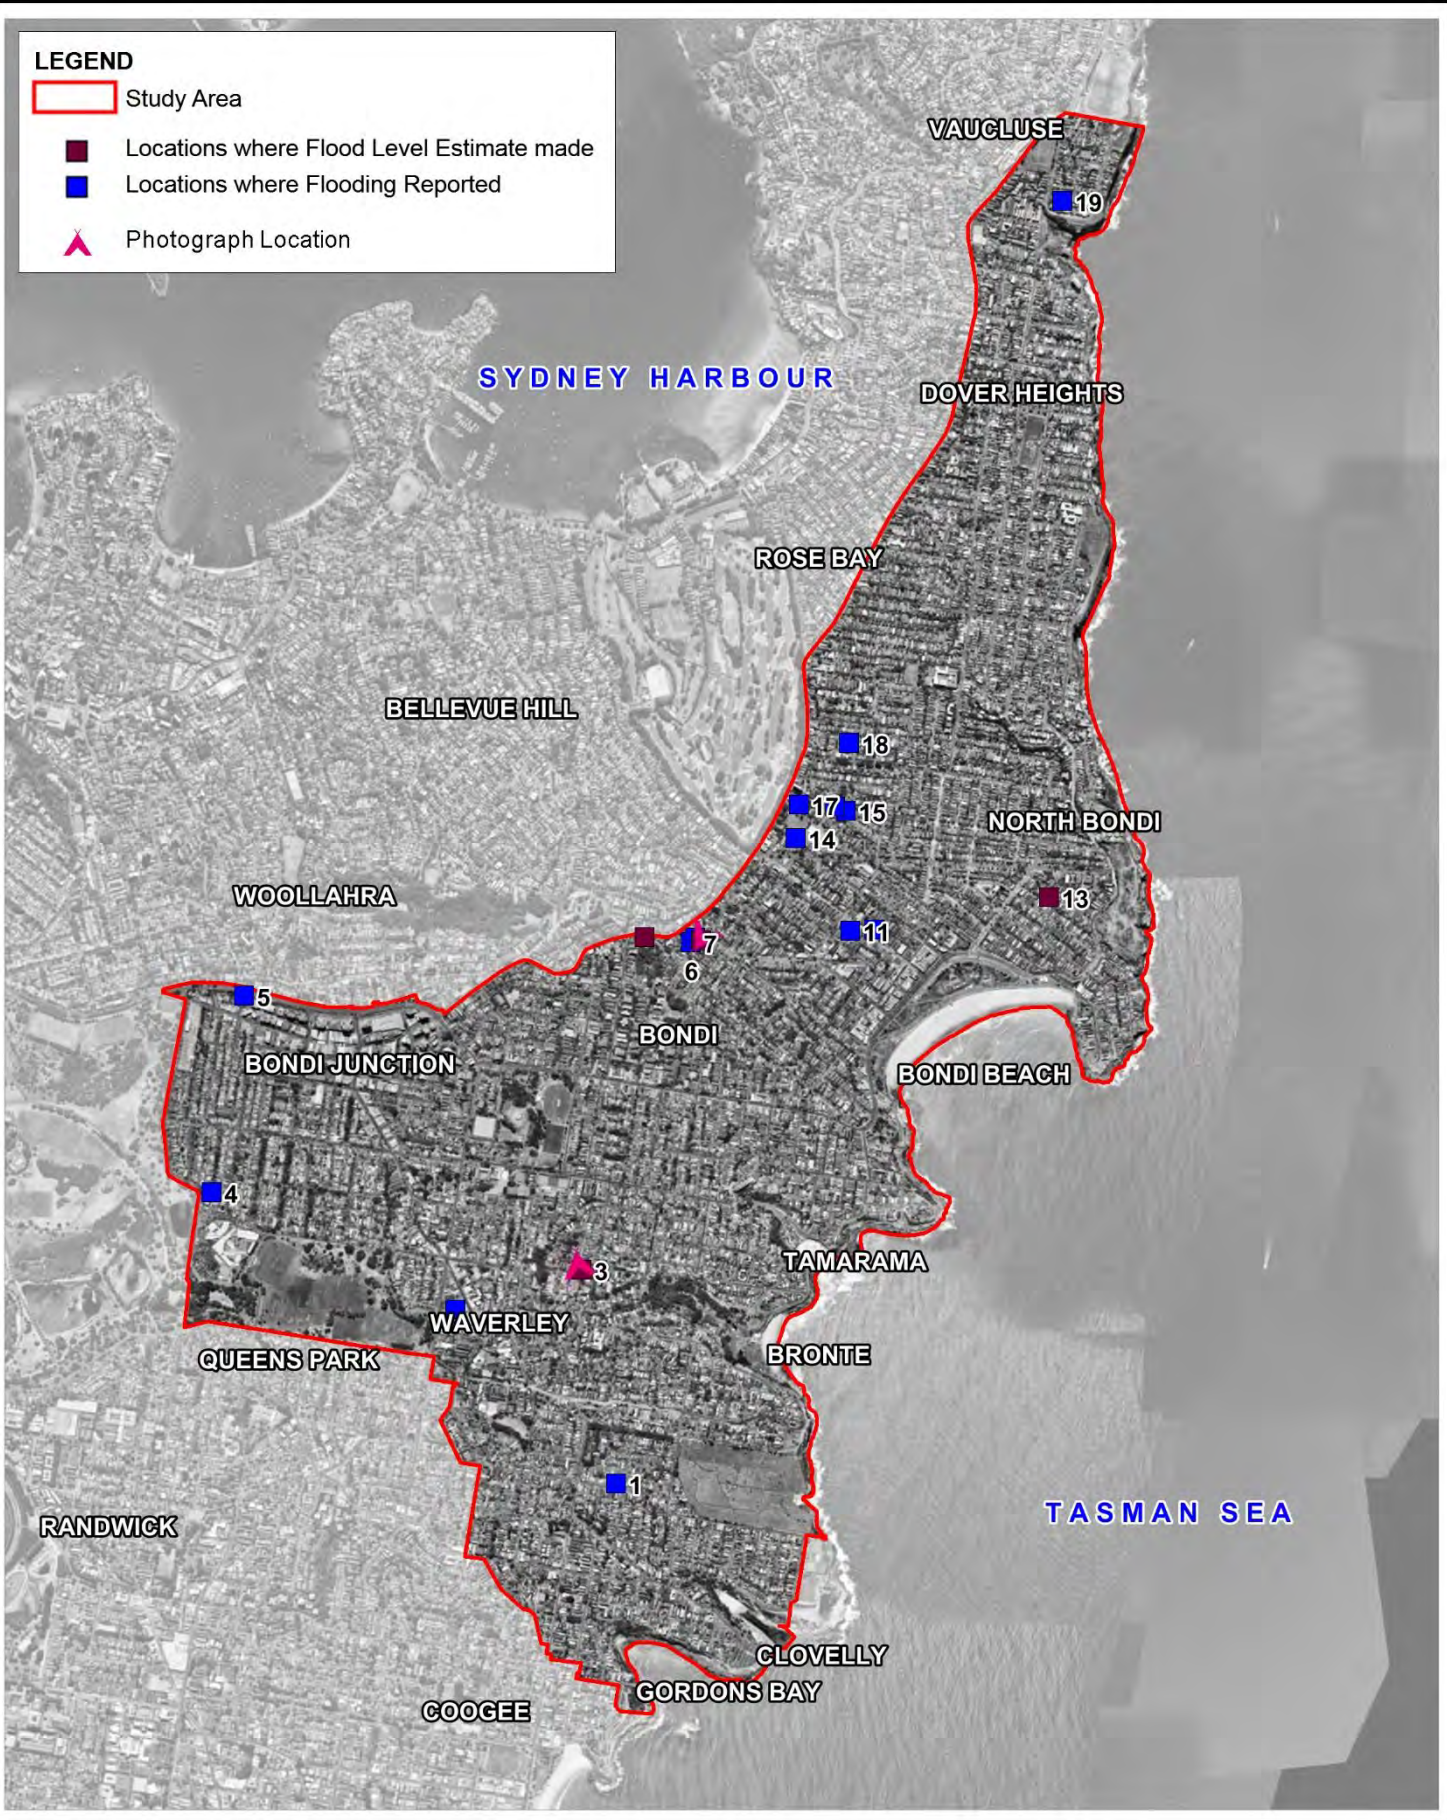 LEGEND
Study Area
Locations where Flood Level Estimate made
Locations where Flooding Reported
Photograph Location
VAUCLUSE
19
SYDNEY HARBOUR
DOVER HEIGHTS
ROSE BAY
BELLEVUE HILL
18
17
15
NORTH BONDI
14
WOOLLAHRA
13
11
7
6
5
BONDI
BONDI JUNCTION
BONDI BEACH
4
TAMARAMA
3
WAVERLEY
BRONTE
QUEENS PARK
1
TASMAN SEA
RANDWICK
CLOVELLY
GORDONS BAY
COOGEE